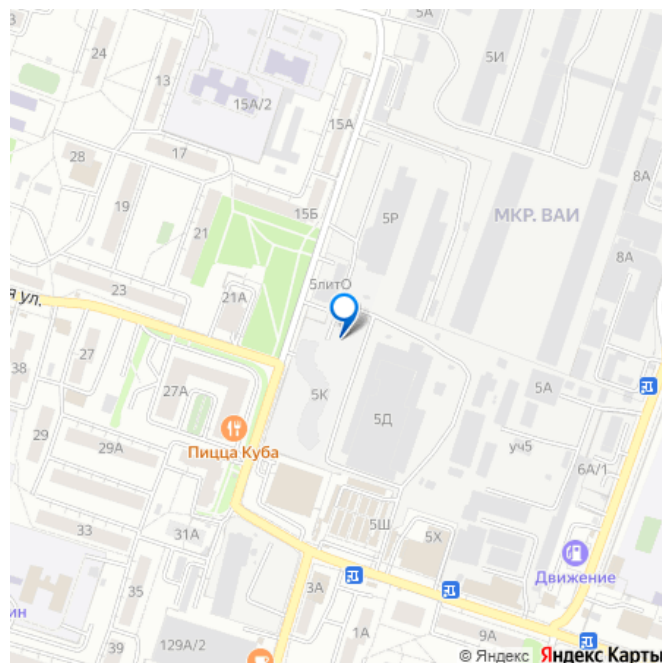 5А
24
5И
13
15А/2
15А
17
28
8А
19
15Б
5Р
МКР. ВАИ
21
8А
5литО
23
21А
я ул.
27
38
27А
5К
5А
5Д
29
29А
Пицца Куба
уч5
6А/1
33
31А
5Ш
5Х
Движение
35
3А
ин
1А
9А
39
129А/2
© Яндекс Яндекс Карты